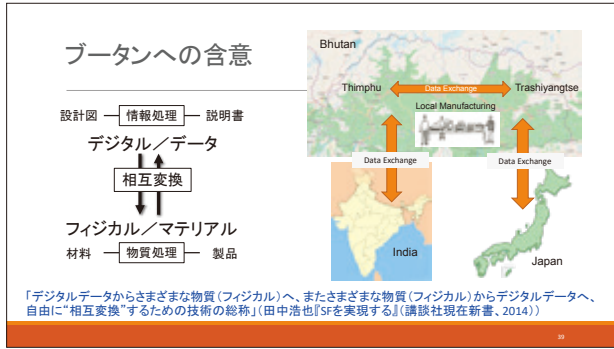 ブータンへの含意
設計図 情報処理 説明書
デジタル／データ
相互変換
フィジカル／マテリアル
材料 物質処理 製品
Bhutan
Thimphu Data Exchange Trashiyangtse
Local Manufacturing
Data Exchange Data Exchange
India
Japan
「デジタルデータからさまざまな物質（フィジカル）へ、またさまざまな物質（フィジカル）からデジタルデータへ、
自由に“相互変換”するための技術の総称」（田中浩也『SFを実現する』（講談社現在新書、2014））
39